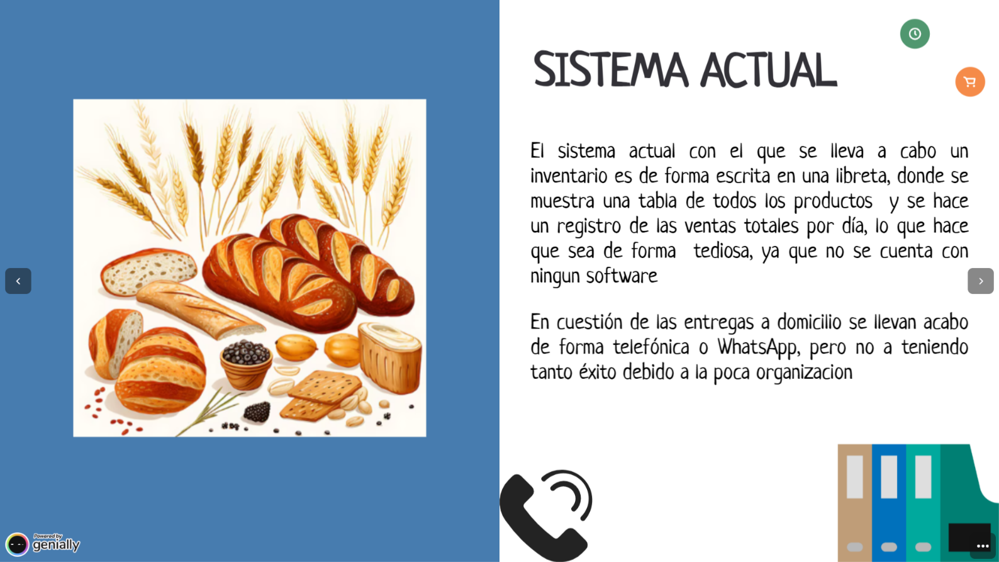 SISTEMA ACTUAL
El sistema actual con el que se lleva a cabo un
inventario es de forma escrita en una libreta, donde se
muestra una tabla de todos los productos y se hace
un registro de las ventas totales por día, lo que hace
que sea de forma tediosa, ya que no se cuenta con
ningun software
En cuestión de las entregas a domicilio se llevan acabo
de forma telefónica o WhatsApp, pero no a teniendo
tanto éxito debido a la poca organizacion
Powered by
genially